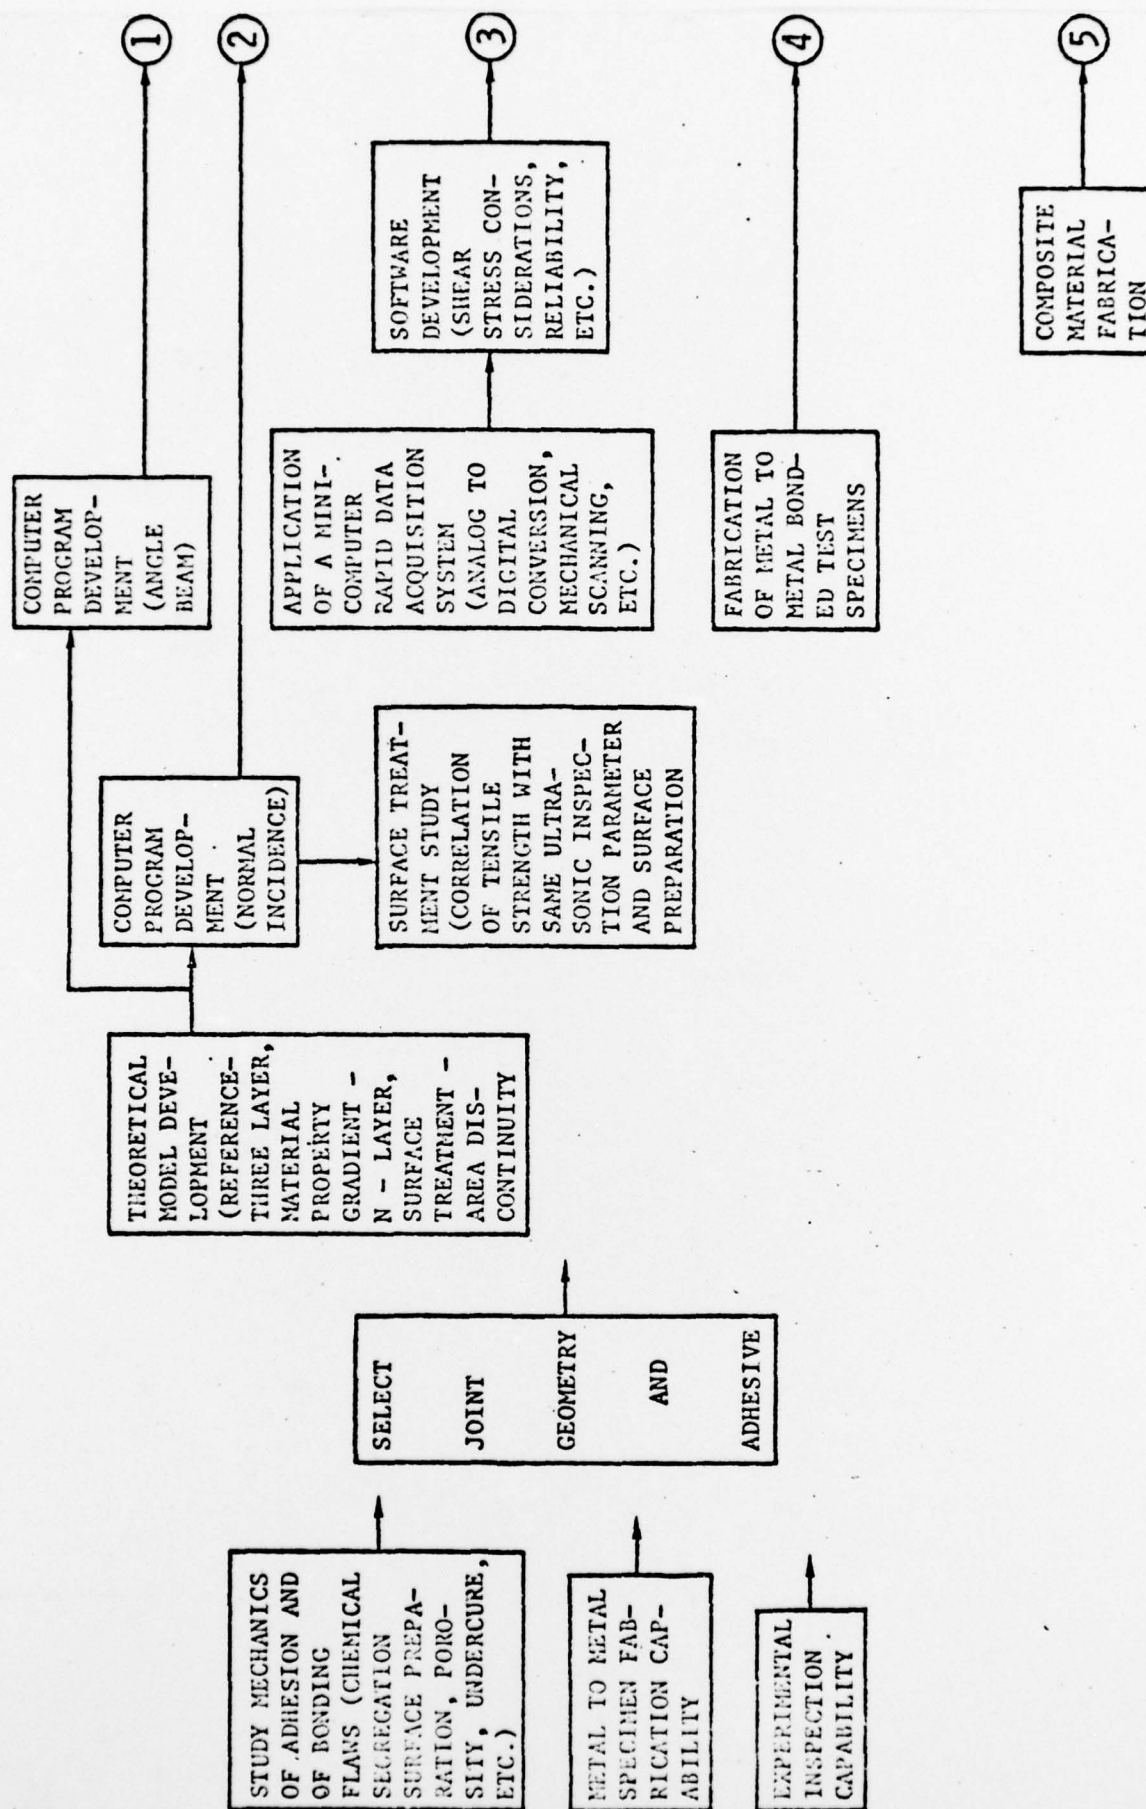 STUDY MECHANICS
OF ADHESION AND
OF BONDING
FLAWS (CHEMICAL
SEGREGATION
SURFACE PREPA-
RATION, PORO-
SITY, UNDERCURE,
ETC.)
METAL TO METAL
SPECIMEN FAB-
RICATION CAP-
ABILITY
EXPERIMENTAL
INSPECTION
CAPABILITY
SELECT
JOINT
GEOMETRY
AND
ADHESIVE
THEORETICAL
MODEL DEVE-
LOPMENT
(REFERENCE-
THREE LAYER,
MATERIAL
PROPERTY
GRADIENT -
N - LAYER,
SURFACE
TREATMENT -
AREA DIS-
CONTINUITY
COMPUTER
PROGRAM
DEVELOP-
MENT
(NORMAL
INCIDENCE)
SURFACE TREAT-
MENT STUDY
(CORRELATION
OF TENSILE
STRENGTH WITH
SAME ULTRA-
SONIC INSPEC-
TION PARAMETER
AND SURFACE
PREPARATION
COMPUTER
PROGRAM
DEVELOP-
MENT
(ANGLE
BEAM)
APPLICATION
OF A MINI-
COMPUTER
RAPID DATA
ACQUISITION
SYSTEM
(ANALOG TO
DIGITAL
CONVERSION,
MECHANICAL
SCANNING,
ETC.)
FABRICATION
OF METAL TO
METAL BOND-
ED TEST
SPECIMENS
SOFTWARE
DEVELOPMENT
(SHEAR
STRESS CON-
SIDERATIONS,
RELIABILITY,
ETC.)
COMPOSITE
MATERIAL
FABRICA-
TION
1
2
3
4
5